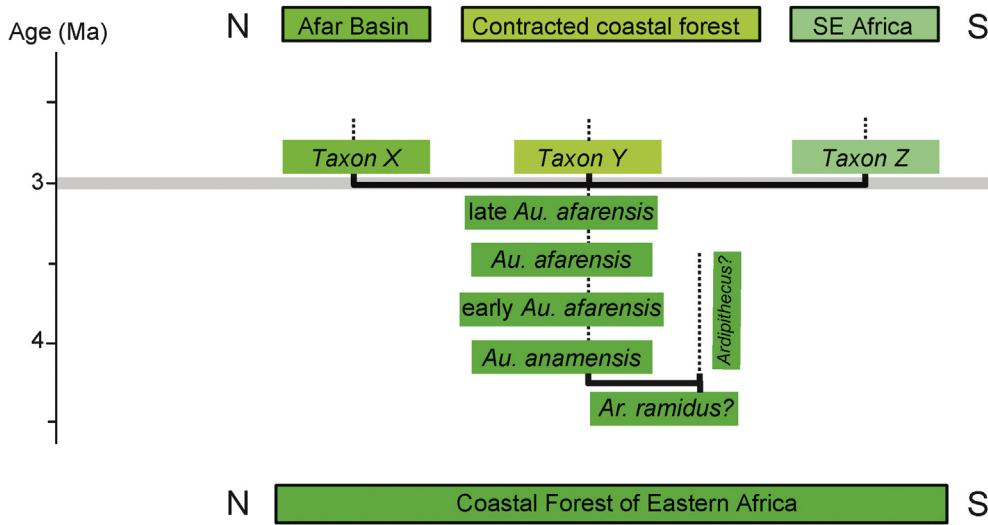 Age (Ma)
N Afar Basin Contracted coastal forest SE Africa S
Taxon X Taxon Y Taxon Z
3
late Au. afarensis
Au. afarensis
early Au. afarensis
Ardipithecus?
4
Au. anamensis
Ar. ramidus?
N Coastal Forest of Eastern Africa S